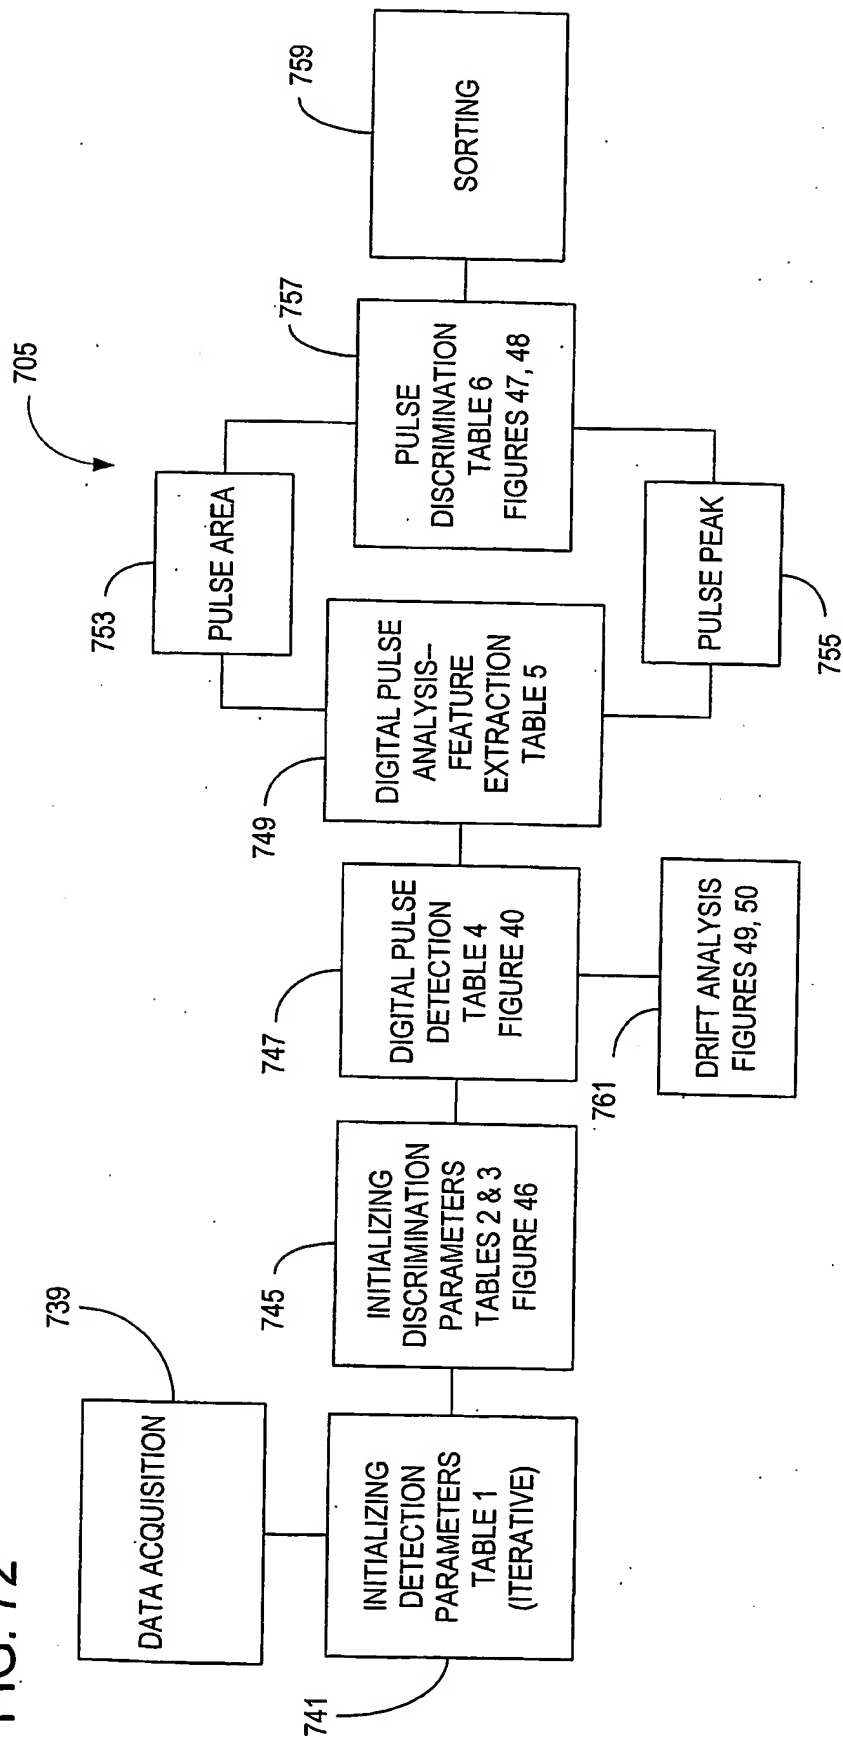 FIG. 72
705
739
DATA ACQUISITION
741
INITIALIZING
DETECTION
PARAMETERS
TABLE 1
(ITERATIVE)
745
INITIALIZING
DISCRIMINATION
PARAMETERS
TABLES 2 & 3
FIGURE 46
747
DIGITAL PULSE
DETECTION
TABLE 4
FIGURE 40
761
DRIFT ANALYSIS
FIGURES 49, 50
749
DIGITAL PULSE
ANALYSIS–
FEATURE
EXTRACTION
TABLE 5
753
PULSE AREA
755
PULSE PEAK
757
PULSE
DISCRIMINATION
TABLE 6
FIGURES 47, 48
759
SORTING